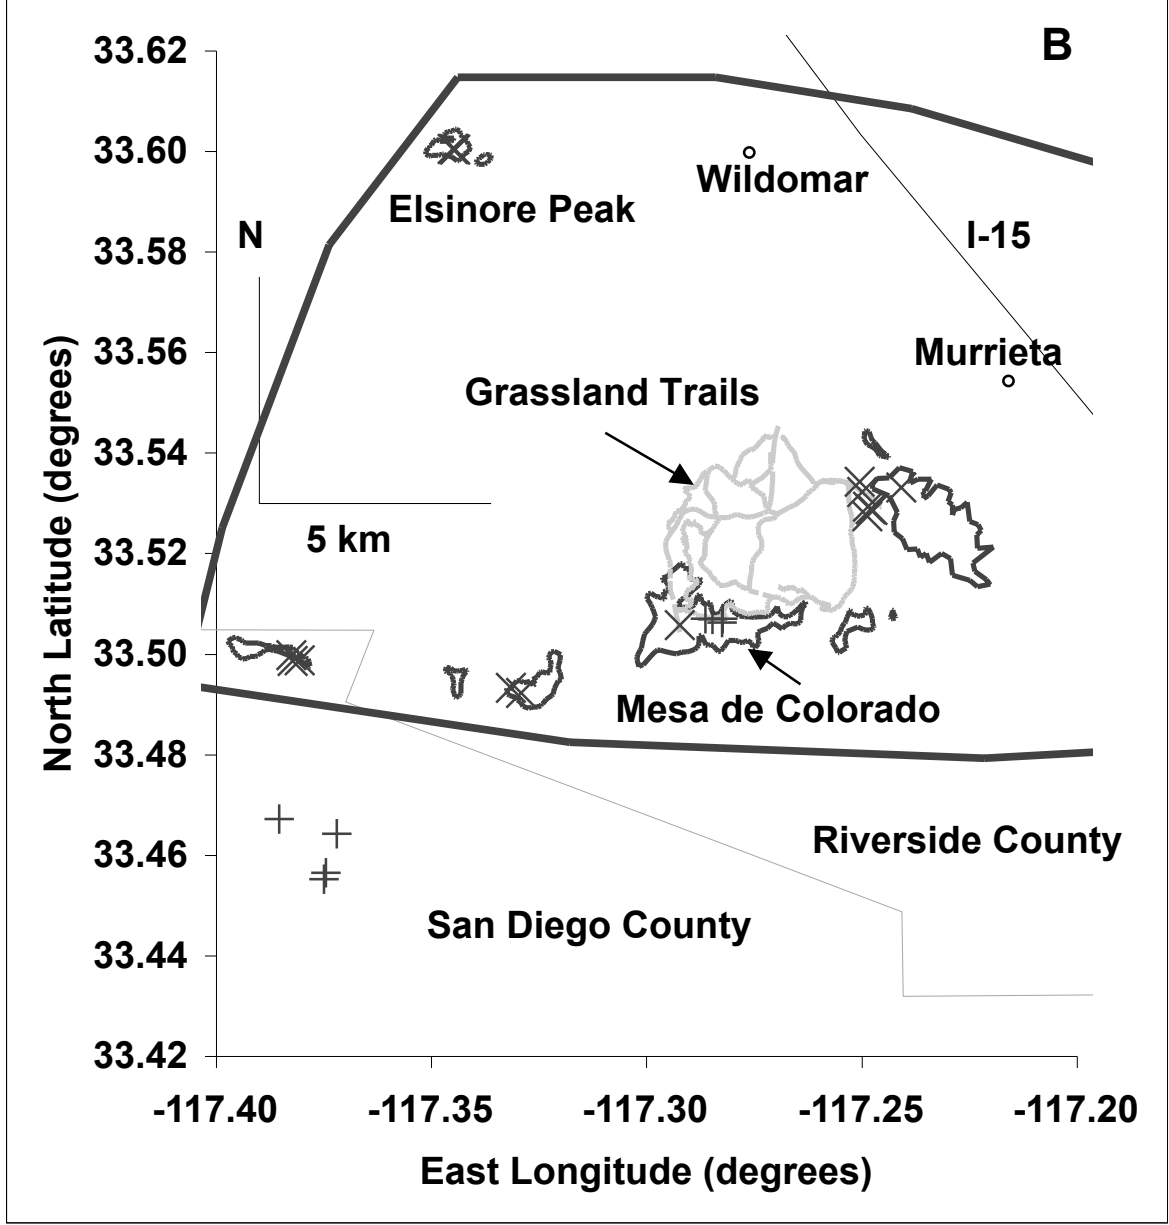 B
33.62
33.60
Wildomar
Elsinore Peak
N
I-15
33.58
33.56
Murrieta
Grassland Trails
33.54
5 km
33.52
33.50
Mesa de Colorado
33.48
33.46
Riverside County
San Diego County
33.44
33.42
-117.40 -117.35 -117.30 -117.25 -117.20
East Longitude (degrees)
North Latitude (degrees)